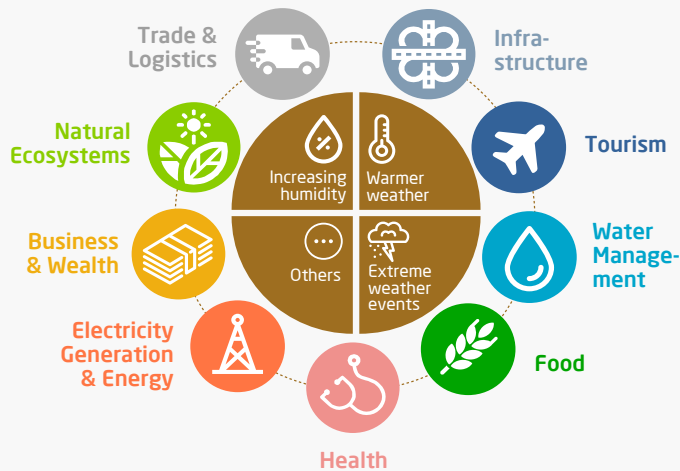 Trade &
Logistics
Infra-
structure
Natural
Ecosystems
Tourism
Increasing
humidity
Warmer
weather
Business
& Wealth
Others
Extreme
weather
events
Water
Manage-
ment
Electricity
Generation
& Energy
Food
Health